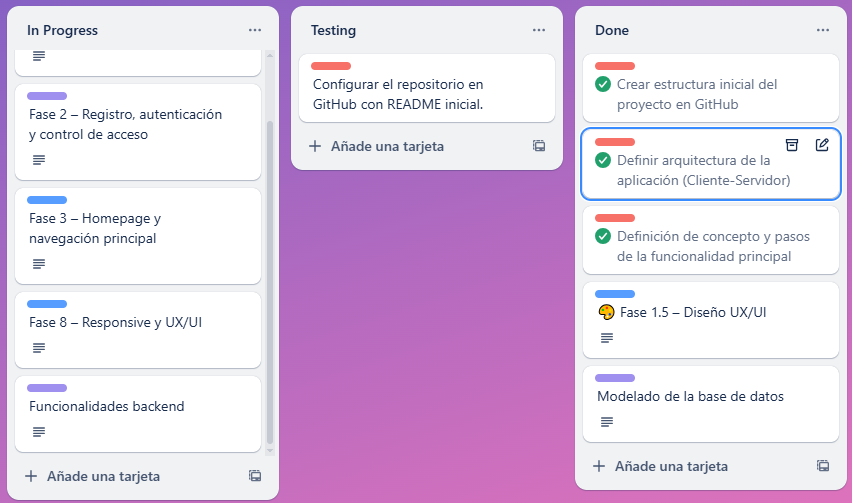 In Progress
Fase 2 – Registro, autenticación
y control de acceso
Fase 3 – Homepage y
navegación principal
Fase 8 – Responsive y UX/UI
Funcionalidades backend
Añade una tarjeta
Testing
Configurar el repositorio en
GitHub con README inicial.
Añade una tarjeta
Done
Crear estructura inicial del
proyecto en GitHub
Definir arquitectura de la
aplicación (Cliente-Servidor)
Definición de concepto y pasos
de la funcionalidad principal
🎨 Fase 1.5 – Diseño UX/UI
Modelado de la base de datos
Añade una tarjeta